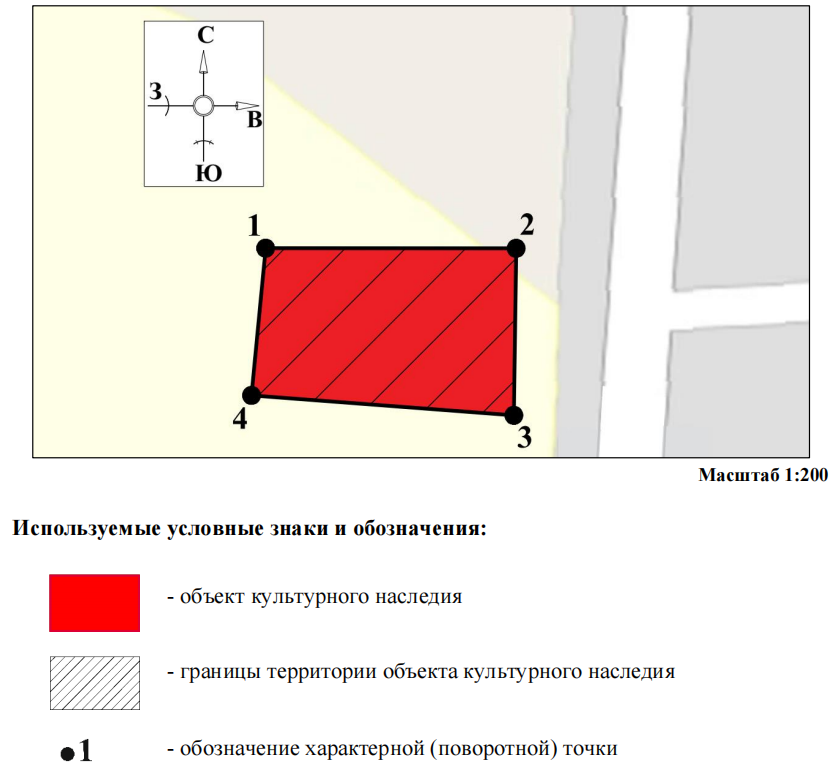 С
З
В
Ю
1
2
4
3
Масштаб 1:200
Используемые условные знаки и обозначения:
- объект культурного наследия
- границы территории объекта культурного наследия
1 - обозначение характерной (поворотной) точки